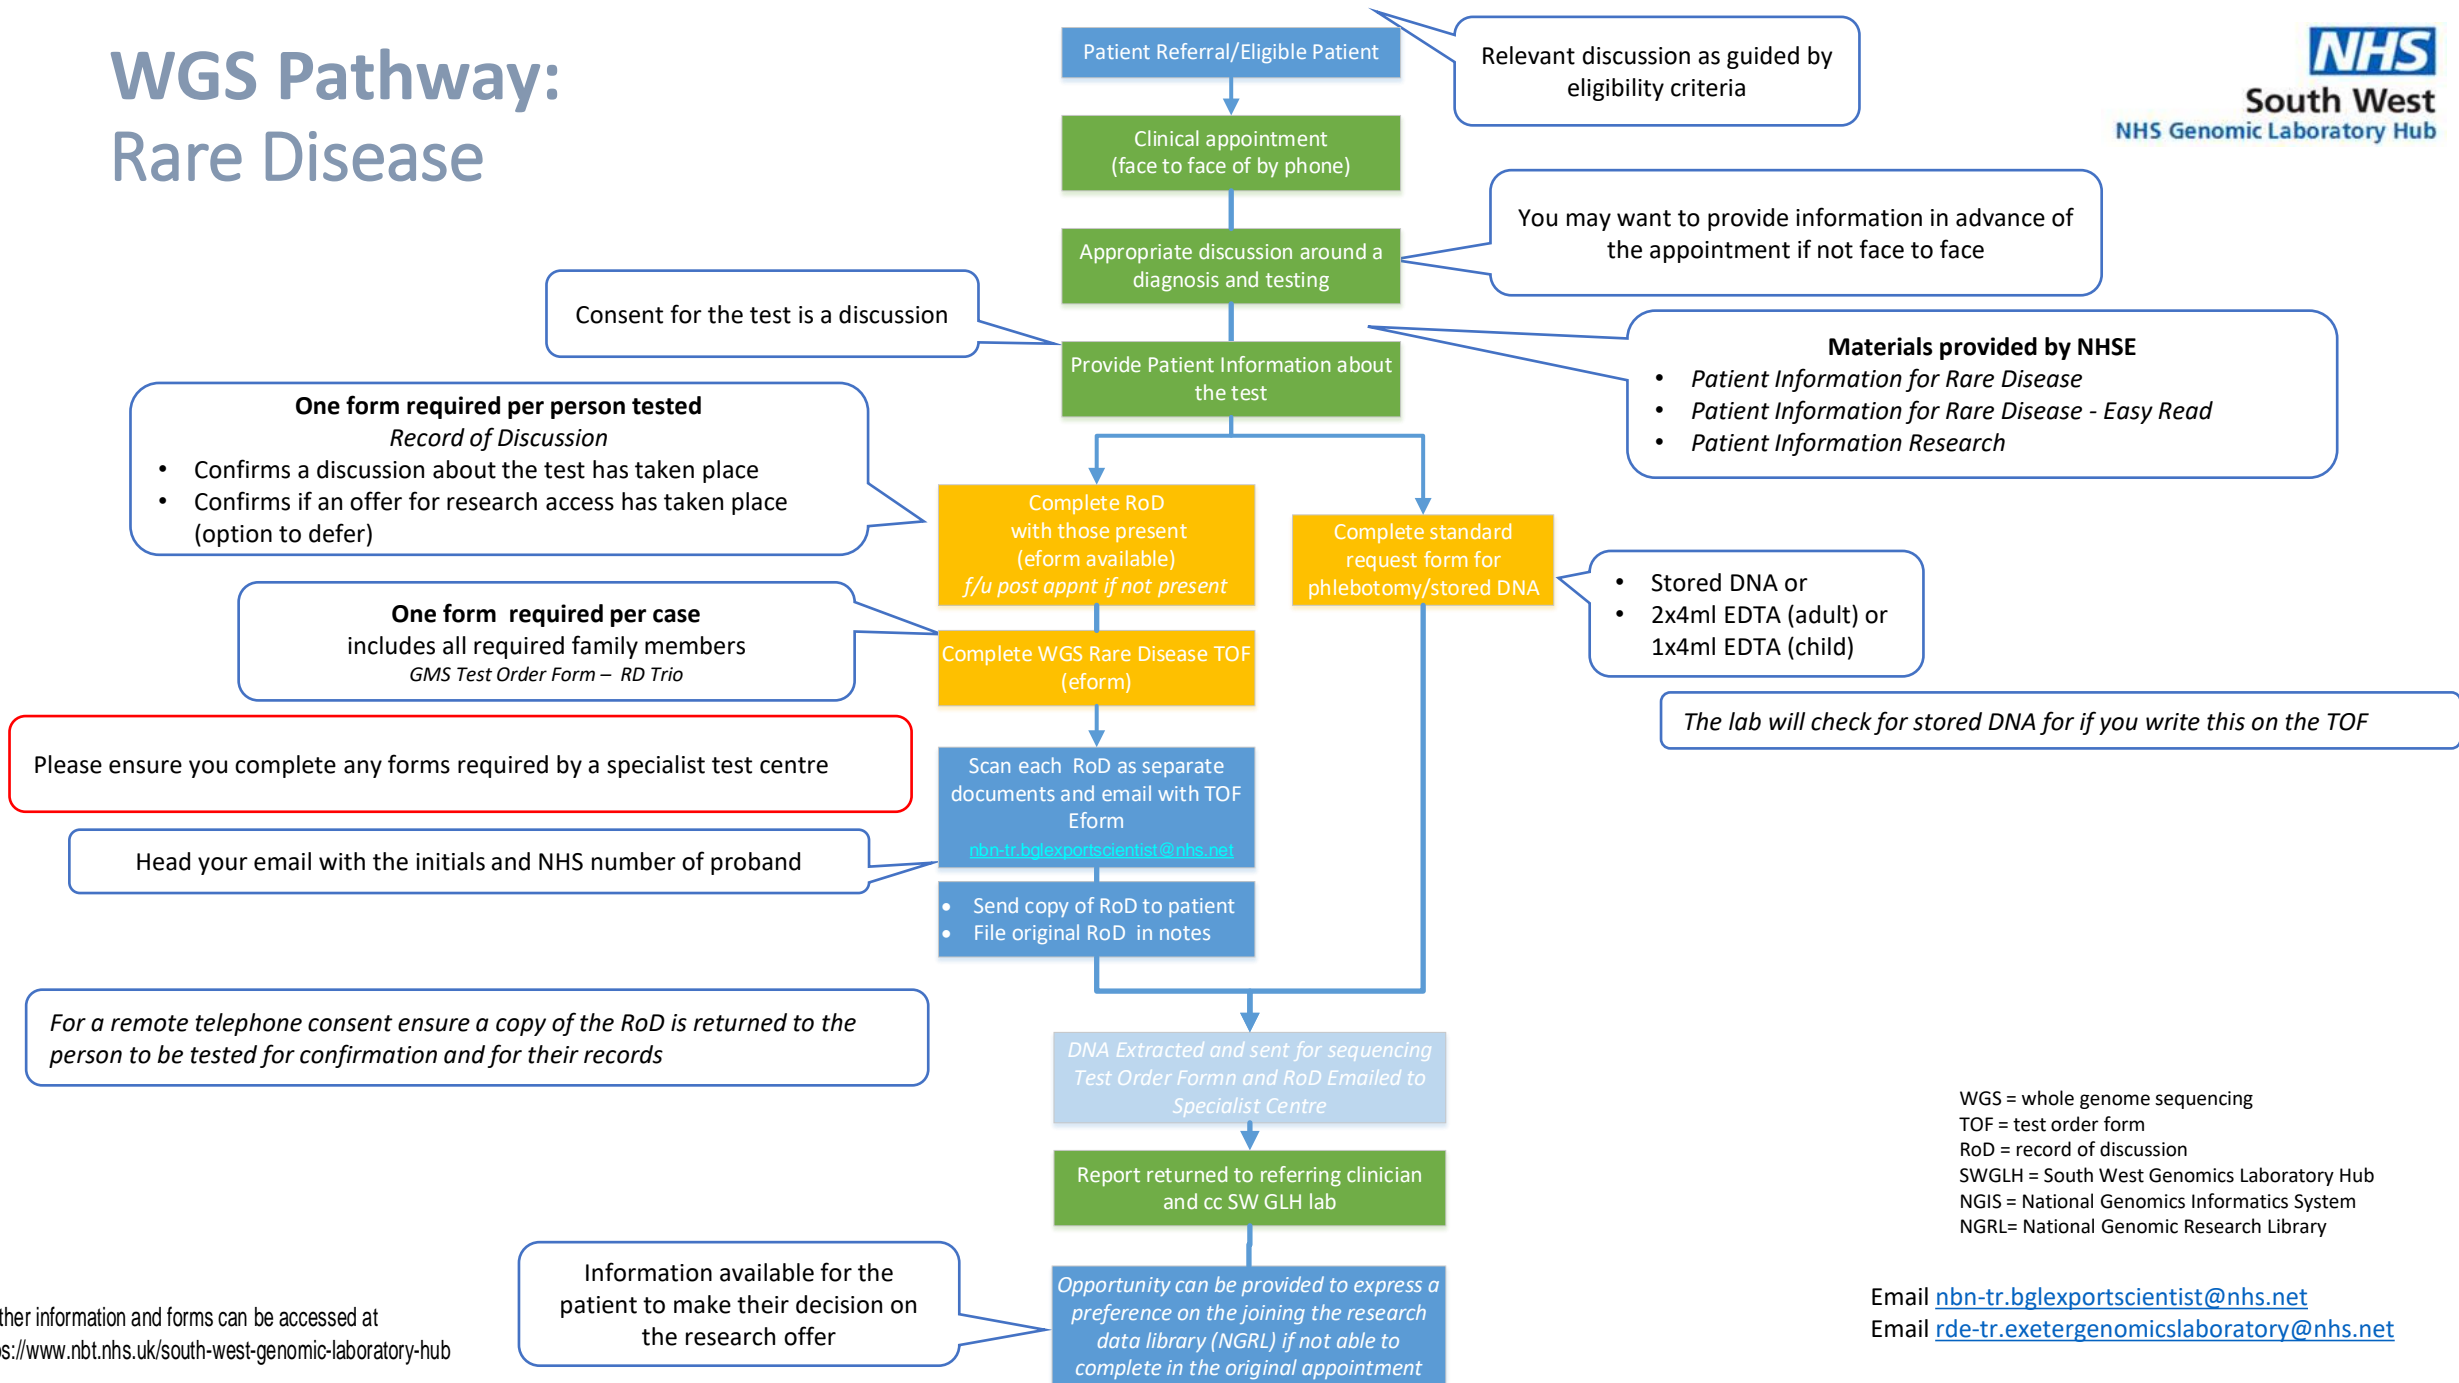 WGS Pathway:
Rare Disease
Patient Referral/Eligible Patient
Relevant discussion as guided by
eligibility criteria
NHS
South West
NHS Genomic Laboratory Hub
Clinical appointment
(face to face of by phone)
Appropriate discussion around a
diagnosis and testing
You may want to provide information in advance of
the appointment if not face to face
Consent for the test is a discussion
Provide Patient Information about
the test
Materials provided by NHSE
• Patient Information for Rare Disease
• Patient Information for Rare Disease - Easy Read
• Patient Information Research
One form required per person tested
Record of Discussion
• Confirms a discussion about the test has taken place
• Confirms if an offer for research access has taken place
(option to defer)
Complete RoD
with those present
(eform available)
f/u post appnt if not present
Complete standard
request form for
phlebotomy/stored DNA
• Stored DNA or
• 2x4ml EDTA (adult) or
1x4ml EDTA (child)
One form  required per case
includes all required family members
GMS Test Order Form – RD Trio
Complete WGS Rare Disease TOF
(eform)
The lab will check for stored DNA for if you write this on the TOF
Please ensure you complete any forms required by a specialist test centre
Scan each  RoD as separate
documents and email with TOF
Eform
nbn-tr.bglexportscientist@nhs.net
Head your email with the initials and NHS number of proband
• Send copy of RoD to patient
• File original RoD  in notes
For a remote telephone consent ensure a copy of the RoD is returned to the
person to be tested for confirmation and for their records
DNA Extracted and sent for sequencing
Test Order Formn and RoD Emailed to
Specialist Centre
Report returned to referring clinician
and cc SW GLH lab
WGS = whole genome sequencing
TOF = test order form
RoD = record of discussion
SWGLH = South West Genomics Laboratory Hub
NGIS = National Genomics Informatics System
NGRL= National Genomic Research Library
Information available for the
patient to make their decision on
the research offer
Opportunity can be provided to express a
preference on the joining the research
data library (NGRL) if not able to
complete in the original appointment
ther information and forms can be accessed at
os://www.nbt.nhs.uk/south-west-genomic-laboratory-hub
Email nbn-tr.bglexportscientist@nhs.net
Email rde-tr.exetergenomicslaboratory@nhs.net